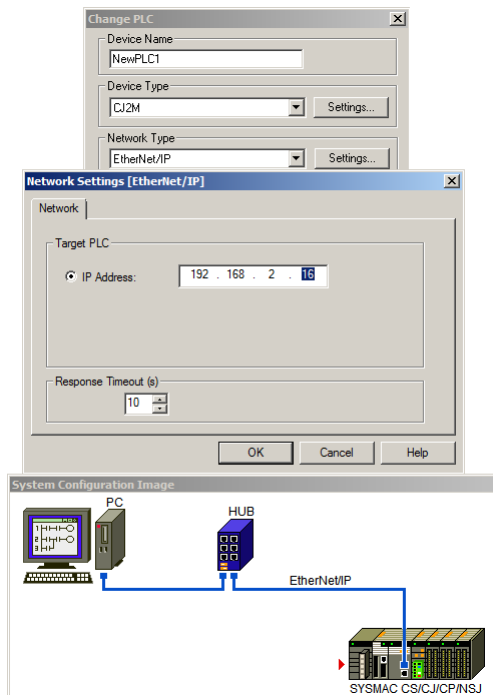 Change PLC
Device Name
NewPLC1
Device Type
CJ2M
Settings...
Network Type
EtherNet/IP
Settings...
Network Settings [EtherNet/IP]
Network
Target PLC
IP Address:
192 . 168 . 2 . 16
Response Timeout (s)
10
OK
Cancel
Help
System Configuration Image
PC
HUB
EtherNet/IP
SYSMAC CS/CJ/CP/NSJ